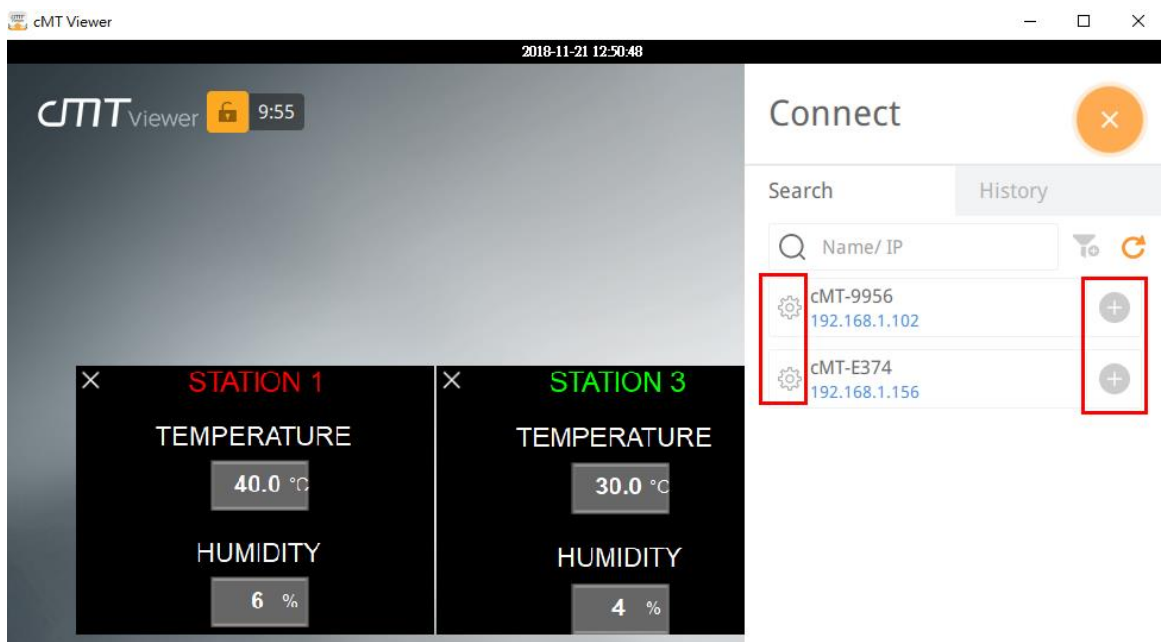 cMT Viewer
2018-11-21 12:50:48
cMT Viewer 9:55
Connect
Search History
Name/ IP
cMT-9956
192.168.1.102
cMT-E374
192.168.1.156
STATION 1
TEMPERATURE
40.0 °C
HUMIDITY
6 %
STATION 3
TEMPERATURE
30.0 °C
HUMIDITY
4 %